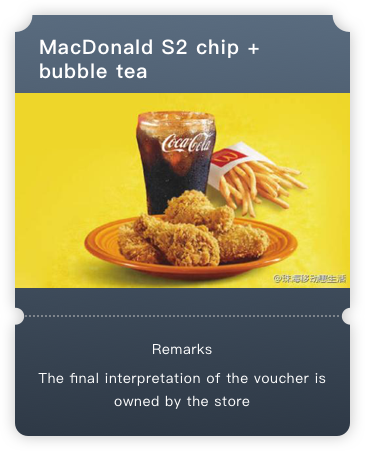 MacDonald S2 chip +
bubble tea
Coca-Cola
@珠海移动惠生活
Remarks
The final interpretation of the voucher is
owned by the store